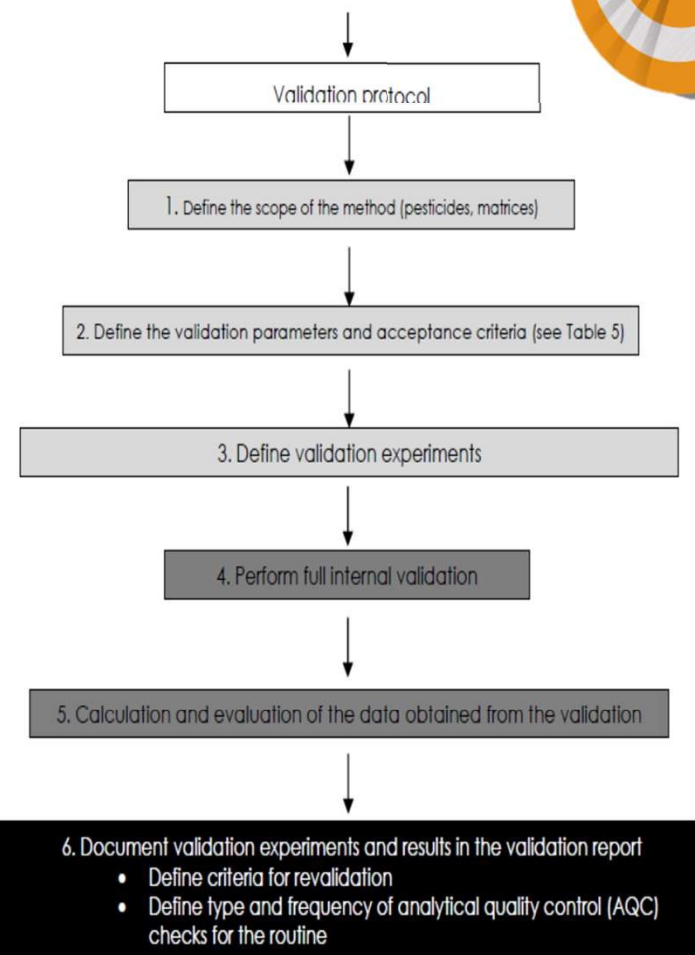 Validation protocol
1. Define the scope of the method (pesticides, matrices)
2. Define the validation parameters and acceptance criteria (see Table 5)
3. Define validation experiments
4. Perform full internal validation
5. Calculation and evaluation of the data obtained from the validation
6. Document validation experiments and results in the validation report
• Define criteria for revalidation
• Define type and frequency of analytical quality control (AQC)
checks for the routine